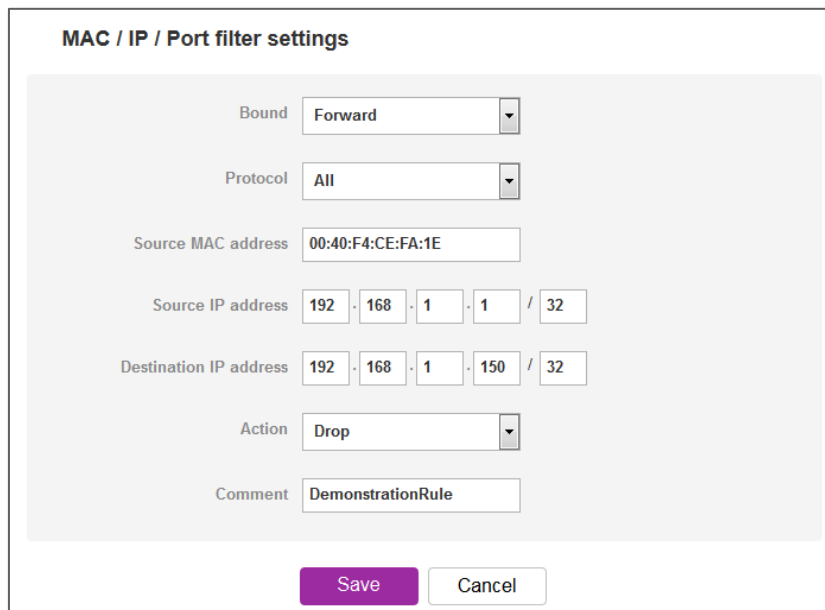 MAC / IP / Port filter settings
Bound Forward
Protocol All
Source MAC address 00:40:F4:CE:FA:1E
Source IP address 192 . 168 . 1 . 1 / 32
Destination IP address 192 . 168 . 1 . 150 / 32
Action Drop
Comment DemonstrationRule
Save Cancel